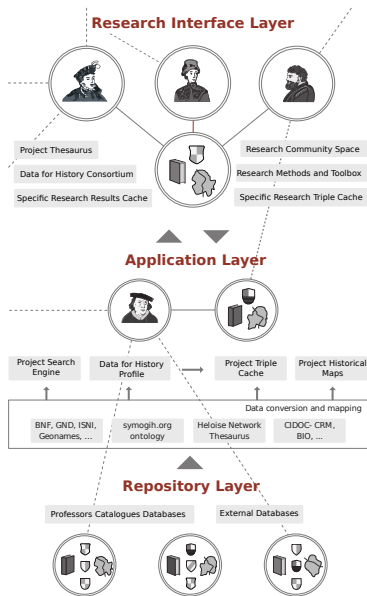 Research Interface Layer
Project Thesaurus
Data for History Consortium
Specific Research Results Cache
Research Community Space
Research Methods and Toolbox
Specific Research Triple Cache
Application Layer
Project Search
Engine
Data for History
Profile
Project Triple
Cache
Project Historical
Maps
Data conversion and mapping
BNF, GND, ISNI,
Geonames, ...
symogih.org
ontology
Heloise Network
Thesaurus
CIDOC- CRM,
BIO, ...
Repository Layer
Professors Catalogues Databases
External Databases